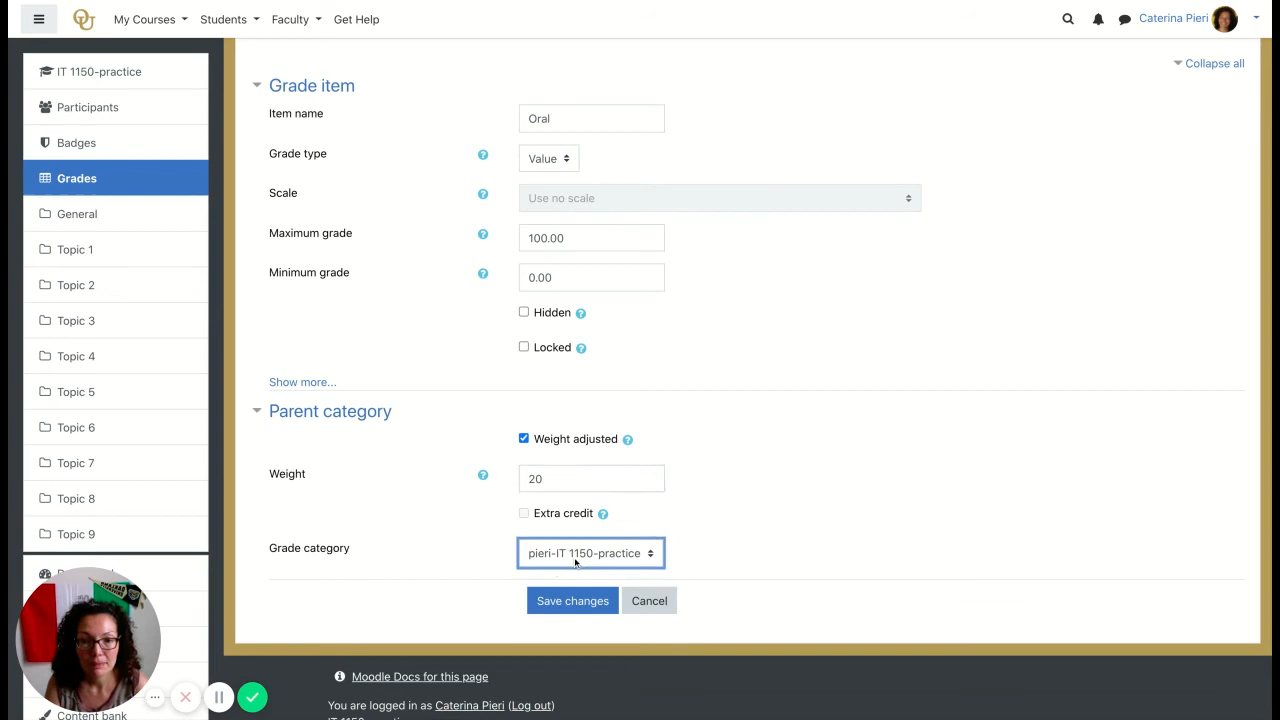 OU My Courses Students Faculty Get Help Caterina Pieri
IT 1150-practice
Participants
Badges
Grades
General
Topic 1
Topic 2
Topic 3
Topic 4
Topic 5
Topic 6
Topic 7
Topic 8
Topic 9
Content bank
Collapse all
Grade item
Item name Oral
Grade type ? Value
Scale ? Use no scale
Maximum grade ? 100.00
Minimum grade ? 0.00
Hidden ?
Locked ?
Show more...
Parent category
Weight adjusted ?
Weight ? 20
Extra credit ?
Grade category pieri-IT 1150-practice
Save changes Cancel
Moodle Docs for this page
You are logged in as Caterina Pieri (Log out)
IT 1150-practice